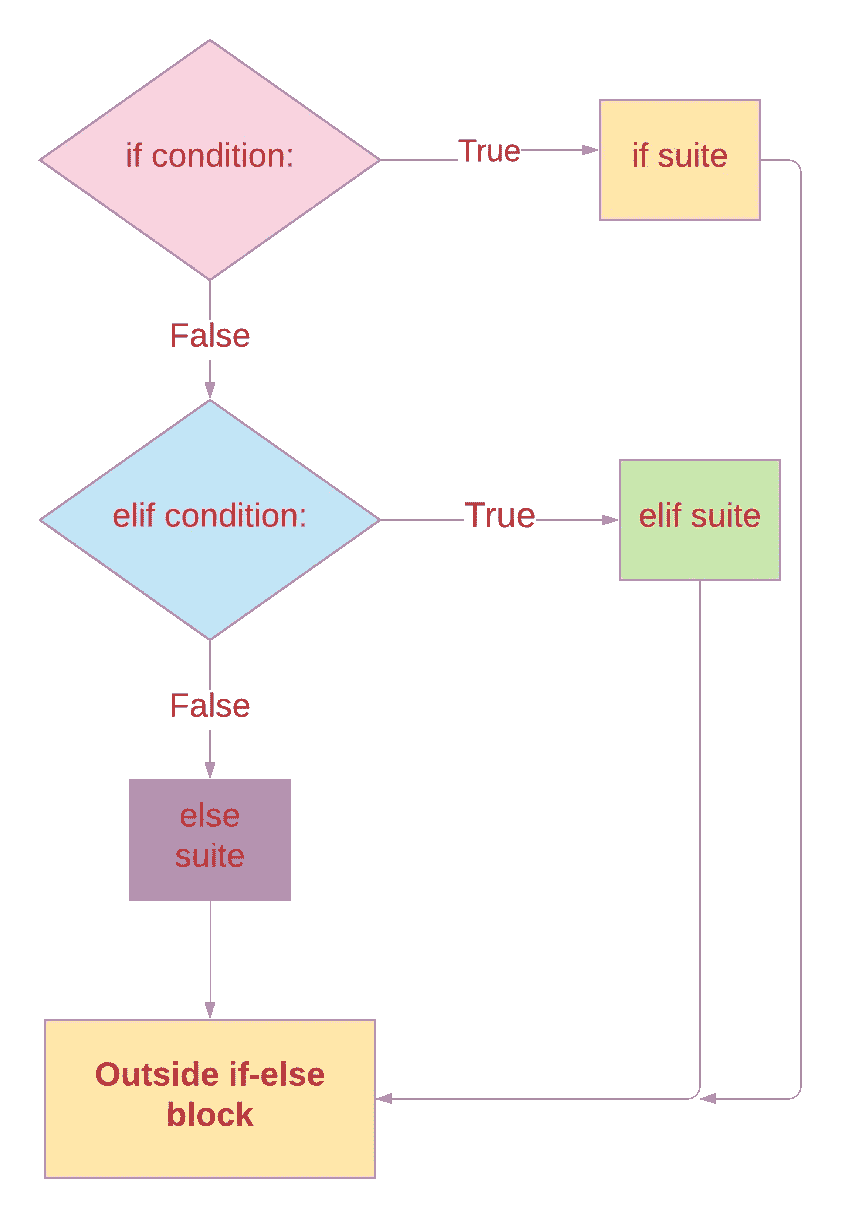 if condition:
True
if suite
False
elif condition:
True
elif suite
False
else
suite
Outside if-else
block